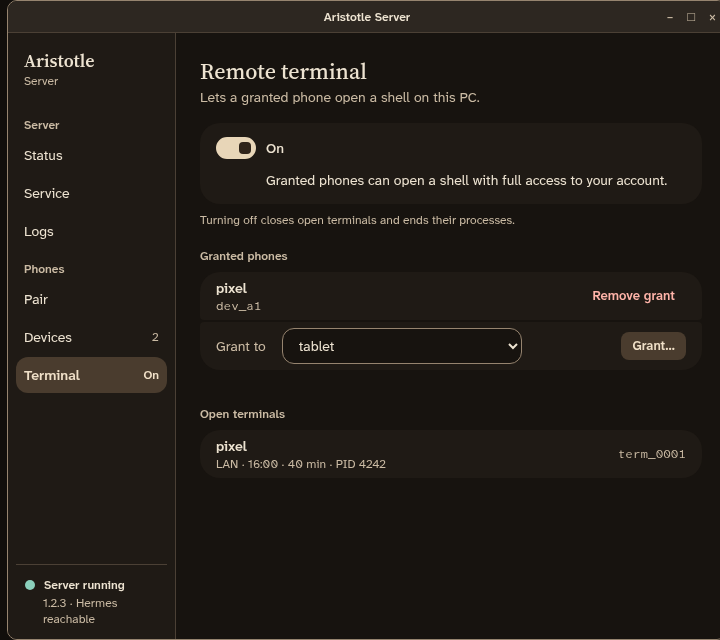 Aristotle Server
Aristotle
Server
Server
Status
Service
Logs
Phones
Pair
Devices 2
Terminal On
Server running
1.2.3 · Hermes
reachable
Remote terminal
Lets a granted phone open a shell on this PC.
On
Granted phones can open a shell with full access to your account.
Turning off closes open terminals and ends their processes.
Granted phones
pixel
dev_a1
Remove grant
Grant to tablet Grant...
Open terminals
pixel
LAN · 16:00 · 40 min · PID 4242
term_0001